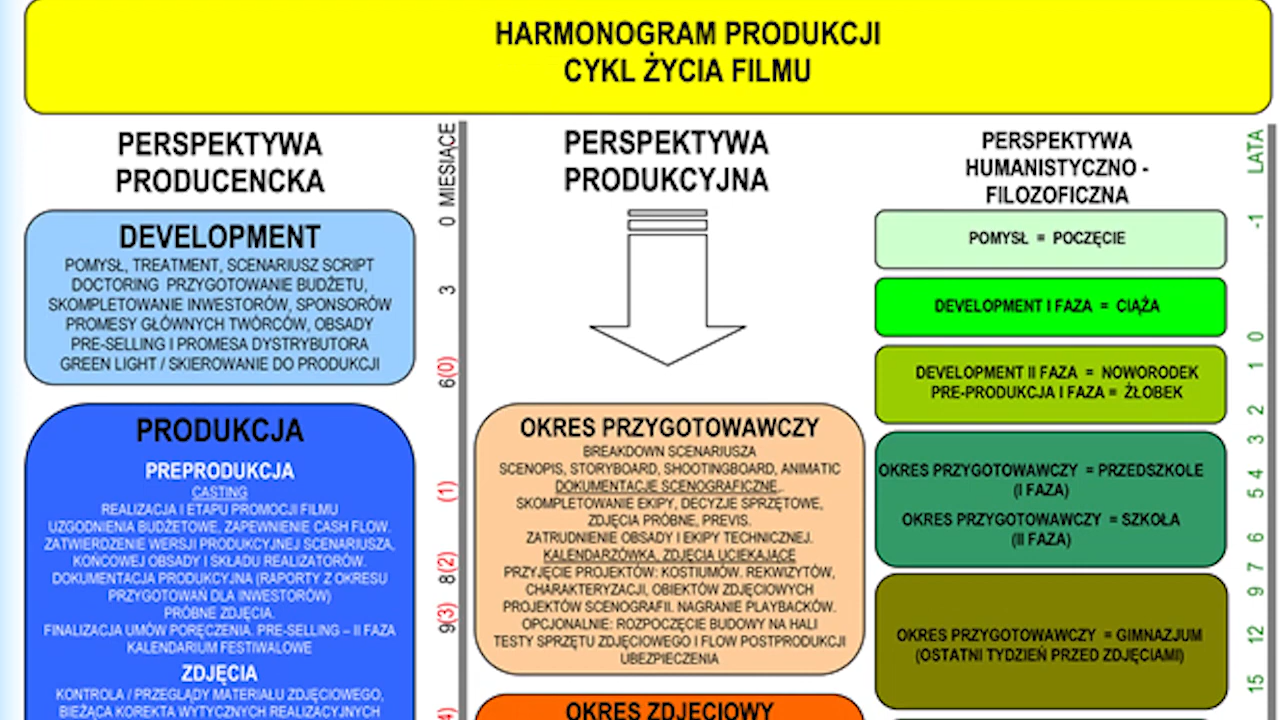 HARMONOGRAM PRODUKCJI
CYKL ŻYCIA FILMU
PERSPEKTYWA
PRODUCENCKA
DEVELOPMENT
POMYSŁ, TREATMENT, SCENARIUSZ SCRIPT
DOCTORING PRZYGOTOWANIE BUDŻETU,
SKOMPLETOWANIE INWESTORÓW, SPONSORÓW
PROMESY GŁÓWNYCH TWÓRCÓW, OBSADY
PRE-SELLING I PROMESA DYSTRYBUTORA
GREEN LIGHT / SKIEROWANIE DO PRODUKCJI
PRODUKCJA
PREPRODUKCJA
CASTING
REALIZACJA I ETAPU PROMOCJI FILMU
UZGODNIENIA BUDŻETOWE, ZAPEWNIENIE CASH FLOW.
ZATWIERDZENIE WERSJI PRODUKCYJNEJ SCENARIUSZA,
KOŃCOWEJ OBSADY I SKŁADU REALIZATORÓW.
DOKUMENTACJA PRODUKCYJNA (RAPORTY Z OKRESU
PRZYGOTOWAŃ DLA INWESTORÓW)
PRÓBNE ZDJĘCIA.
FINALIZACJA UMÓW PORĘCZENIA. PRE-SELLING – II FAZA
KALENDARIUM FESTIWALOWE
ZDJĘCIA
KONTROLA / PRZEGLĄDY MATERIAŁU ZDJĘCIOWEGO,
BIEŻĄCA KOREKTA WYTYCZNYCH REALIZACYJNYCH
0 MIESIĄCE
3
6(0)
(1)
8(2)
9(3)
4)
PERSPEKTYWA
PRODUKCYJNA
OKRES PRZYGOTOWAWCZY
BREAKDOWN SCENARIUSZA
SCENOPIS, STORYBOARD, SHOOTINGBOARD, ANIMATIC
DOKUMENTACJE SCENOGRAFICZNE..
SKOMPLETOWANIE EKIPY, DECYZJE SPRZĘTOWE,
ZDJĘCIA PRÓBNE, PREVIS.
ZATRUDNIENIE OBSADY I EKIPY TECHNICZNEJ.
KALENDARZÓWKA, ZDJĘCIA UCIEKAJĄCE
PRZYJĘCIE PROJEKTÓW: KOSTIUMÓW. REKWIZYTÓW,
CHARAKTERYZACJI, OBIEKTÓW ZDJĘCIOWYCH
PROJEKTÓW SCENOGRAFII. NAGRANIE PLAYBACKÓW.
OPCJONALNIE: ROZPOCZĘCIE BUDOWY NA HALI
TESTY SPRZĘTU ZDJĘCIOWEGO I FLOW POSTPRODUKCJI
UBEZPIECZENIA
OKRES ZDJĘCIOWY
PERSPEKTYWA
HUMANISTYCZNO -
FILOZOFICZNA
POMYSŁ = POCZĘCIE
DEVELOPMENT I FAZA = CIĄŻA
DEVELOPMENT II FAZA = NOWORODEK
PRE-PRODUKCJA I FAZA = ŻŁOBEK
OKRES PRZYGOTOWAWCZY = PRZEDSZKOLE
(I FAZA)
OKRES PRZYGOTOWAWCZY = SZKOŁA
(II FAZA)
OKRES PRZYGOTOWAWCZY = GIMNAZJUM
(OSTATNI TYDZIEŃ PRZED ZDJĘCIAMI)
LATA
-1
0
1
2
3
4
5
6
7
9
12
15